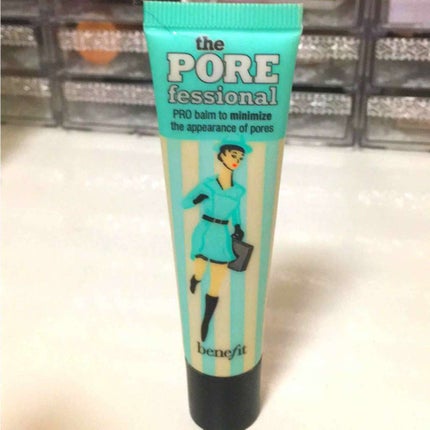 the
PORE
fessional
PRO balm to minimize
the appearance of pores
benefit